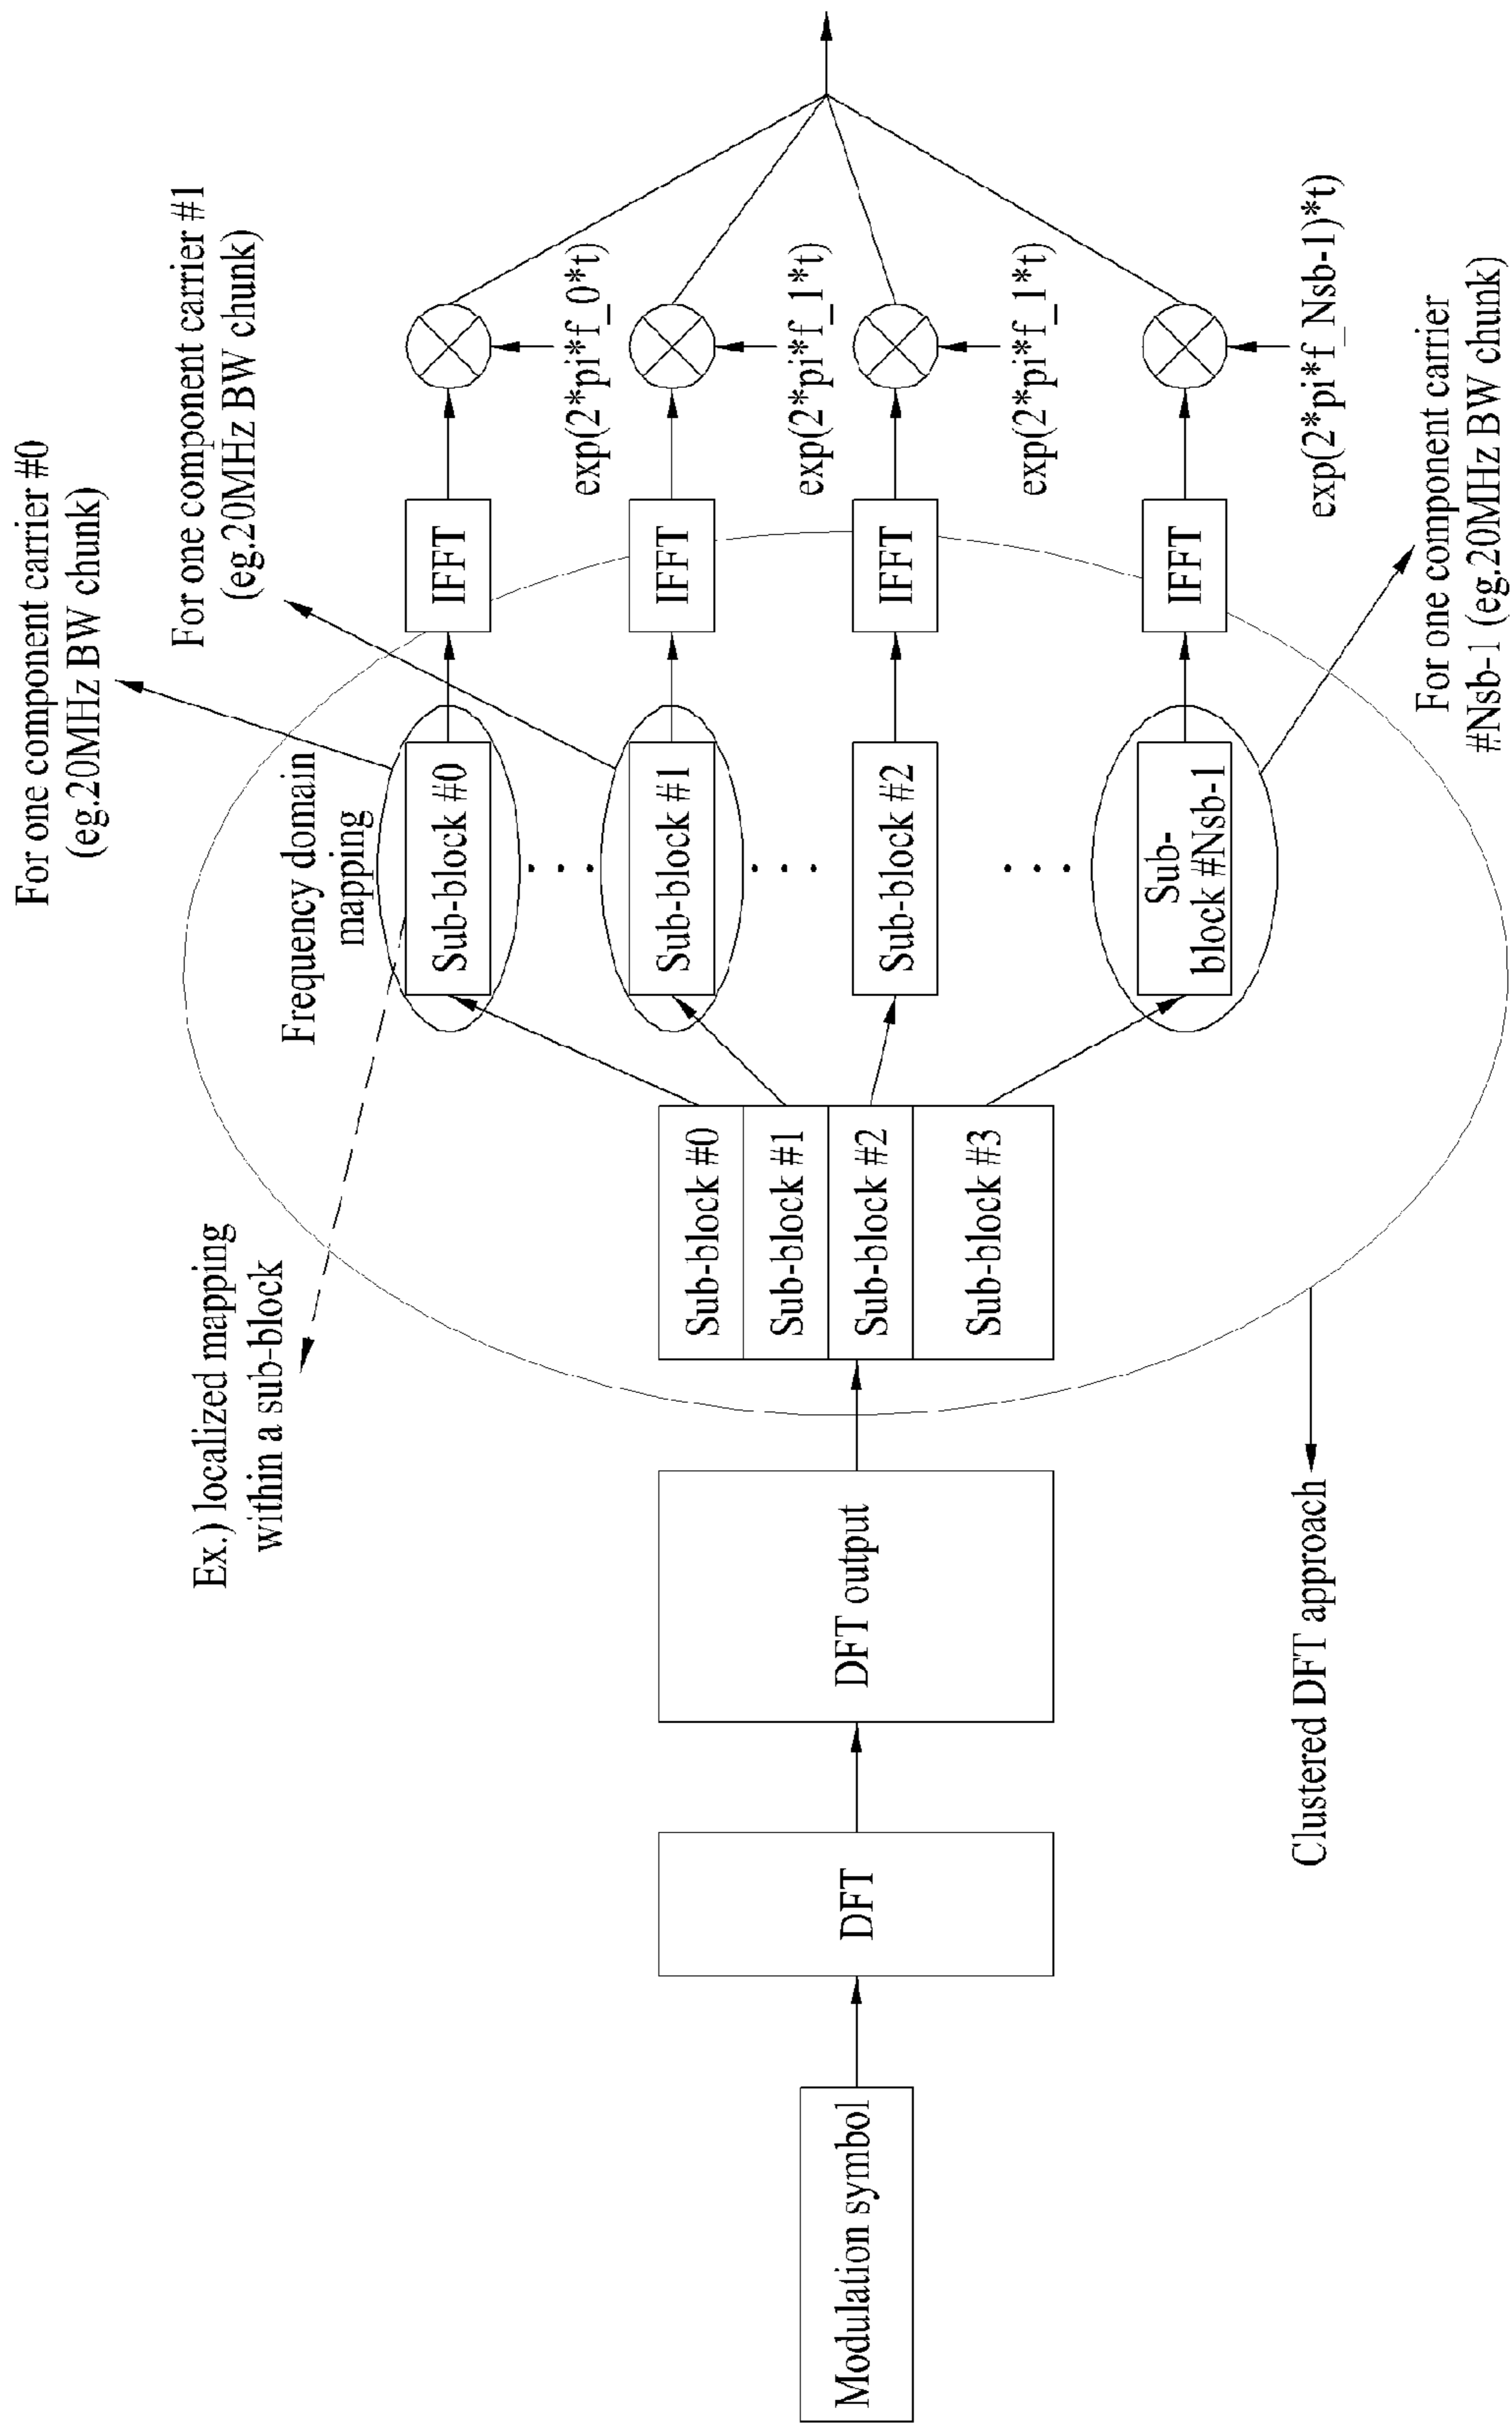 Modulation symbol
DFT
DFT output
Sub-block #0
Sub-block #1
Sub-block #2
Sub-block #3
Clustered DFT approach
Ex.) localized mapping
within a sub-block
Frequency domain
mapping
Sub-block #0
Sub-block #1
Sub-block #2
Sub-
block #Nsb-1
For one component carrier #0
(eg.20MHz BW chunk)
For one component carrier #1
(eg.20MHz BW chunk)
For one component carrier
#Nsb-1 (eg.20MHz BW chunk)
IFFT
IFFT
IFFT
IFFT
exp(2*pi*f_0*t)
exp(2*pi*f_1*t)
exp(2*pi*f_1*t)
exp(2*pi*f_Nsb-1)*t)